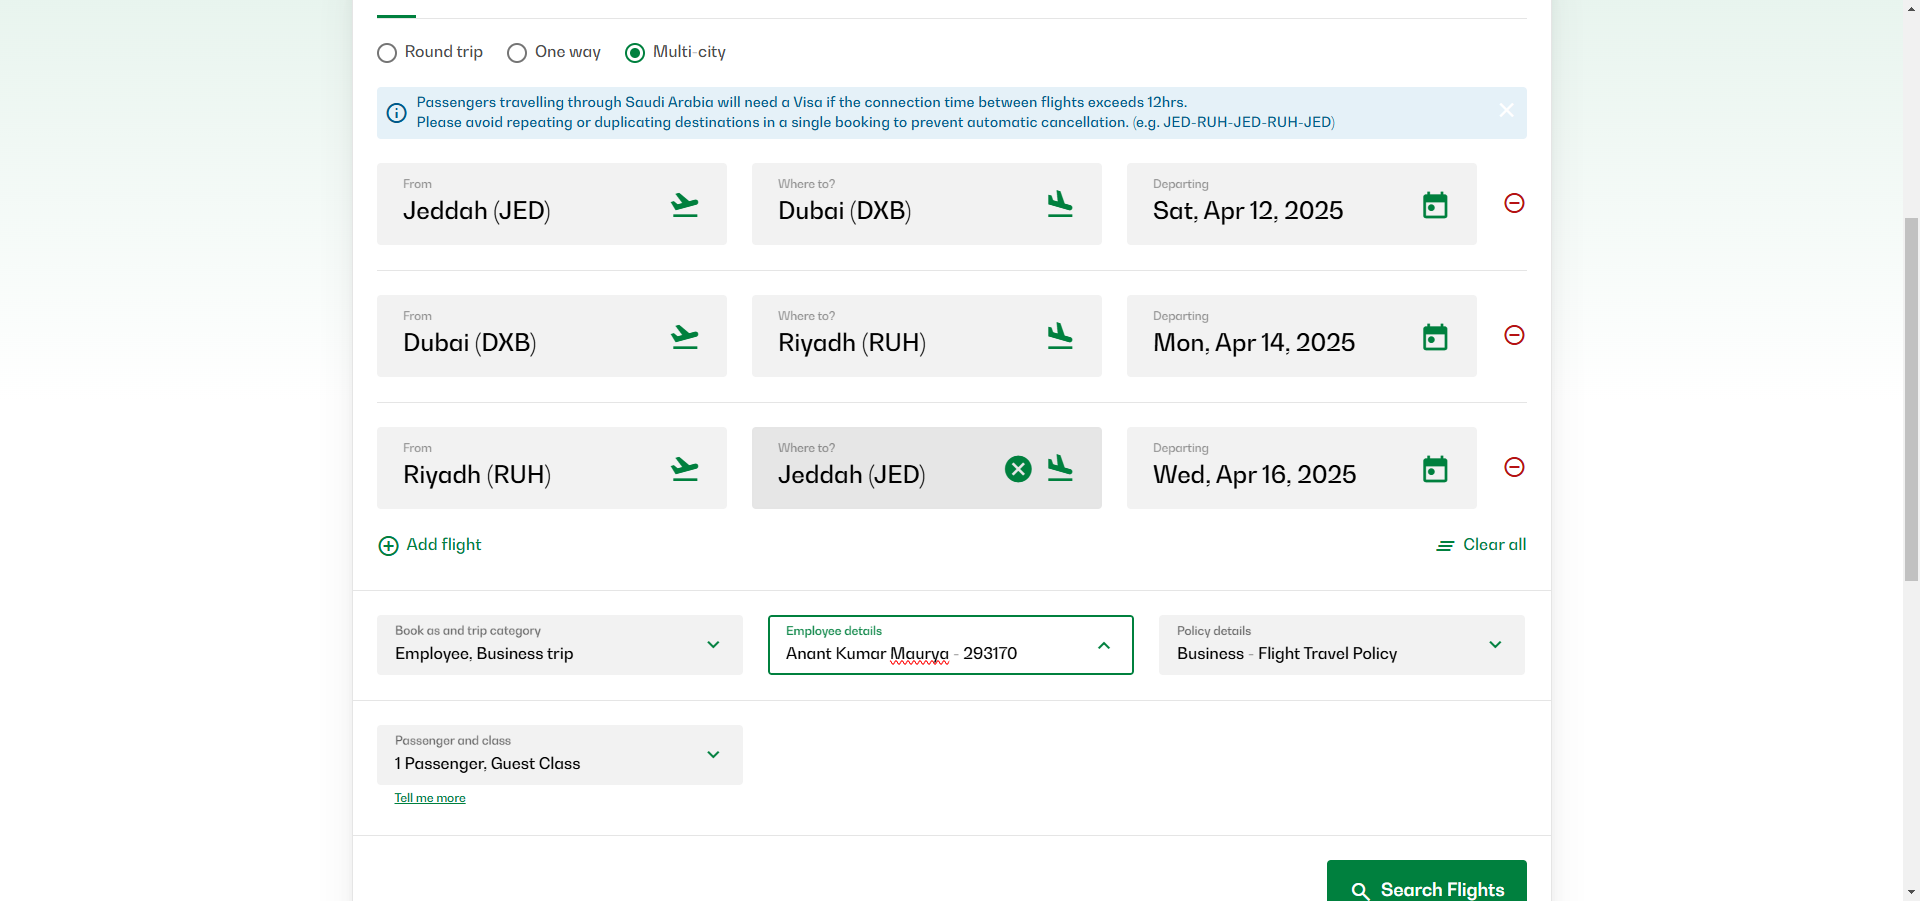 Round trip
One way
Multi-city
Passengers travelling through Saudi Arabia will need a Visa if the connection time between flights exceeds 12hrs.
Please avoid repeating or duplicating destinations in a single booking to prevent automatic cancellation. (e.g. JED-RUH-JED-RUH-JED)
From
Jeddah (JED)
Where to?
Dubai (DXB)
Departing
Sat, Apr 12, 2025
From
Dubai (DXB)
Where to?
Riyadh (RUH)
Departing
Mon, Apr 14, 2025
From
Riyadh (RUH)
Where to?
Jeddah (JED)
Departing
Wed, Apr 16, 2025
Add flight
Clear all
Book as and trip category
Employee, Business trip
Employee details
Anant Kumar Maurya - 293170
Policy details
Business - Flight Travel Policy
Passenger and class
1 Passenger, Guest Class
Tell me more
Search Flights